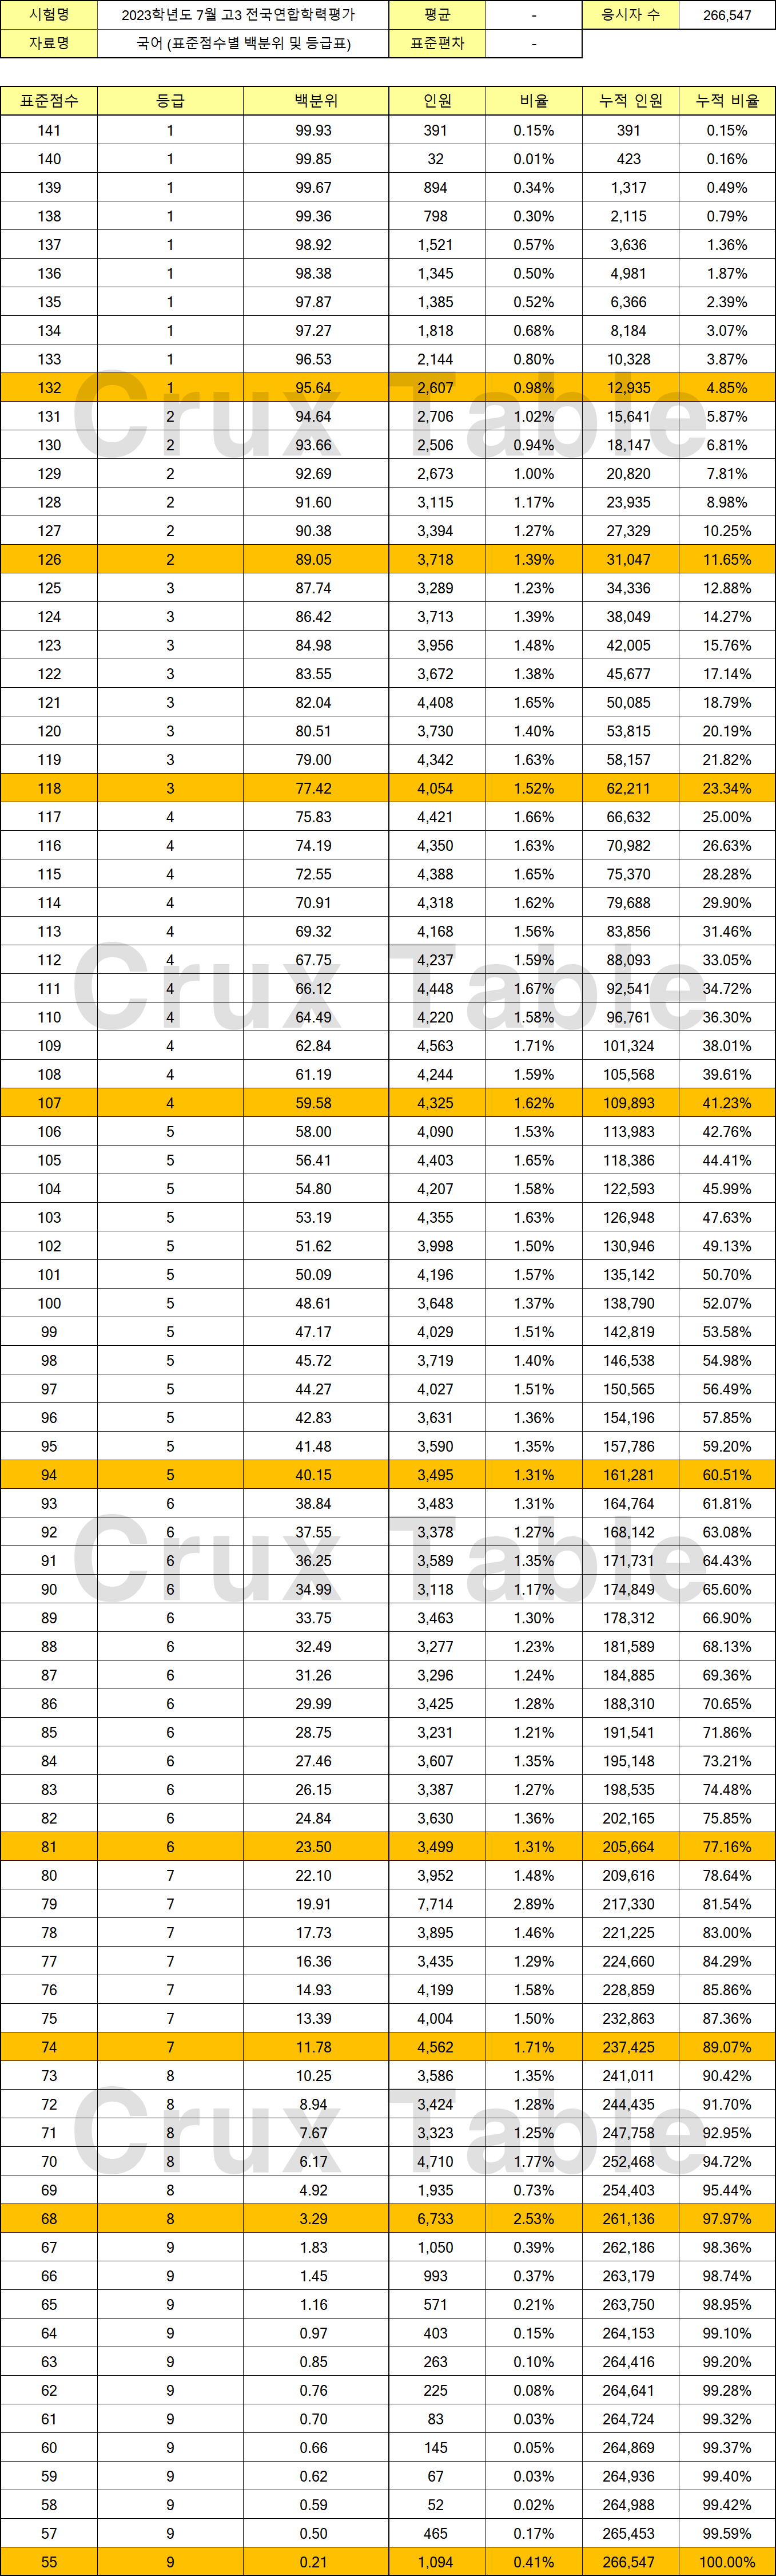 시험명 2023학년도 7월 고3 전국연합학력평가 평균 - 응시자 수 266,547
자료명 국어 (표준점수별 백분위 및 등급표) 표준편차 -
표준점수 등급 백분위 인원 비율 누적 인원 누적 비율
141 1 99.93 391 0.15% 391 0.15%
140 1 99.85 32 0.01% 423 0.16%
139 1 99.67 894 0.34% 1,317 0.49%
138 1 99.36 798 0.30% 2,115 0.79%
137 1 98.92 1,521 0.57% 3,636 1.36%
136 1 98.38 1,345 0.50% 4,981 1.87%
135 1 97.87 1,385 0.52% 6,366 2.39%
134 1 97.27 1,818 0.68% 8,184 3.07%
133 1 96.53 2,144 0.80% 10,328 3.87%
132 1 95.64 2,607 0.98% 12,935 4.85%
Crux Table
131 2 94.64 2,706 1.02% 15,641 5.87%
130 2 93.66 2,506 0.94% 18,147 6.81%
129 2 92.69 2,673 1.00% 20,820 7.81%
128 2 91.60 3,115 1.17% 23,935 8.98%
127 2 90.38 3,394 1.27% 27,329 10.25%
126 2 89.05 3,718 1.39% 31,047 11.65%
125 3 87.74 3,289 1.23% 34,336 12.88%
124 3 86.42 3,713 1.39% 38,049 14.27%
123 3 84.98 3,956 1.48% 42,005 15.76%
122 3 83.55 3,672 1.38% 45,677 17.14%
121 3 82.04 4,408 1.65% 50,085 18.79%
120 3 80.51 3,730 1.40% 53,815 20.19%
119 3 79.00 4,342 1.63% 58,157 21.82%
118 3 77.42 4,054 1.52% 62,211 23.34%
117 4 75.83 4,421 1.66% 66,632 25.00%
116 4 74.19 4,350 1.63% 70,982 26.63%
115 4 72.55 4,388 1.65% 75,370 28.28%
114 4 70.91 4,318 1.62% 79,688 29.90%
113 4 69.32 4,168 1.56% 83,856 31.46%
112 4 67.75 4,237 1.59% 88,093 33.05%
Crux Table
111 4 66.12 4,448 1.67% 92,541 34.72%
110 4 64.49 4,220 1.58% 96,761 36.30%
109 4 62.84 4,563 1.71% 101,324 38.01%
108 4 61.19 4,244 1.59% 105,568 39.61%
107 4 59.58 4,325 1.62% 109,893 41.23%
106 5 58.00 4,090 1.53% 113,983 42.76%
105 5 56.41 4,403 1.65% 118,386 44.41%
104 5 54.80 4,207 1.58% 122,593 45.99%
103 5 53.19 4,355 1.63% 126,948 47.63%
102 5 51.62 3,998 1.50% 130,946 49.13%
101 5 50.09 4,196 1.57% 135,142 50.70%
100 5 48.61 3,648 1.37% 138,790 52.07%
99 5 47.17 4,029 1.51% 142,819 53.58%
98 5 45.72 3,719 1.40% 146,538 54.98%
97 5 44.27 4,027 1.51% 150,565 56.49%
96 5 42.83 3,631 1.36% 154,196 57.85%
95 5 41.48 3,590 1.35% 157,786 59.20%
94 5 40.15 3,495 1.31% 161,281 60.51%
93 6 38.84 3,483 1.31% 164,764 61.81%
92 6 37.55 3,378 1.27% 168,142 63.08%
Crux Table
91 6 36.25 3,589 1.35% 171,731 64.43%
90 6 34.99 3,118 1.17% 174,849 65.60%
89 6 33.75 3,463 1.30% 178,312 66.90%
88 6 32.49 3,277 1.23% 181,589 68.13%
87 6 31.26 3,296 1.24% 184,885 69.36%
86 6 29.99 3,425 1.28% 188,310 70.65%
85 6 28.75 3,231 1.21% 191,541 71.86%
84 6 27.46 3,607 1.35% 195,148 73.21%
83 6 26.15 3,387 1.27% 198,535 74.48%
82 6 24.84 3,630 1.36% 202,165 75.85%
81 6 23.50 3,499 1.31% 205,664 77.16%
80 7 22.10 3,952 1.48% 209,616 78.64%
79 7 19.91 7,714 2.89% 217,330 81.54%
78 7 17.73 3,895 1.46% 221,225 83.00%
77 7 16.36 3,435 1.29% 224,660 84.29%
76 7 14.93 4,199 1.58% 228,859 85.86%
75 7 13.39 4,004 1.50% 232,863 87.36%
74 7 11.78 4,562 1.71% 237,425 89.07%
73 8 10.25 3,586 1.35% 241,011 90.42%
72 8 8.94 3,424 1.28% 244,435 91.70%
Crux Table
71 8 7.67 3,323 1.25% 247,758 92.95%
70 8 6.17 4,710 1.77% 252,468 94.72%
69 8 4.92 1,935 0.73% 254,403 95.44%
68 8 3.29 6,733 2.53% 261,136 97.97%
67 9 1.83 1,050 0.39% 262,186 98.36%
66 9 1.45 993 0.37% 263,179 98.74%
65 9 1.16 571 0.21% 263,750 98.95%
64 9 0.97 403 0.15% 264,153 99.10%
63 9 0.85 263 0.10% 264,416 99.20%
62 9 0.76 225 0.08% 264,641 99.28%
61 9 0.70 83 0.03% 264,724 99.32%
60 9 0.66 145 0.05% 264,869 99.37%
59 9 0.62 67 0.03% 264,936 99.40%
58 9 0.59 52 0.02% 264,988 99.42%
57 9 0.50 465 0.17% 265,453 99.59%
55 9 0.21 1,094 0.41% 266,547 100.00%